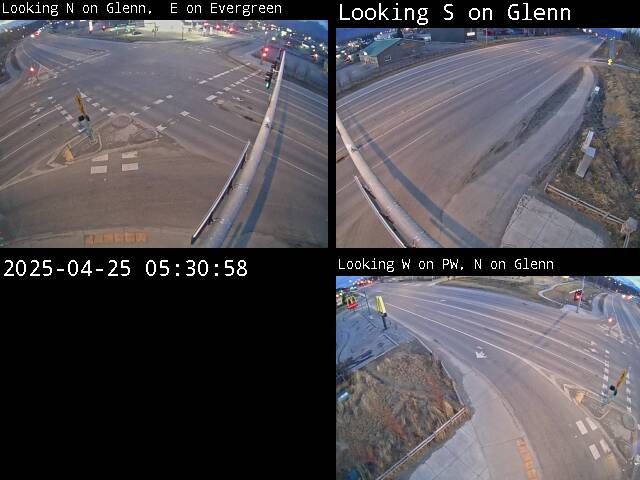 Looking N on Glenn, E on Evergreen
Looking S on Glenn
2025-04-25 05:30:58
Looking W on PW, N on Glenn